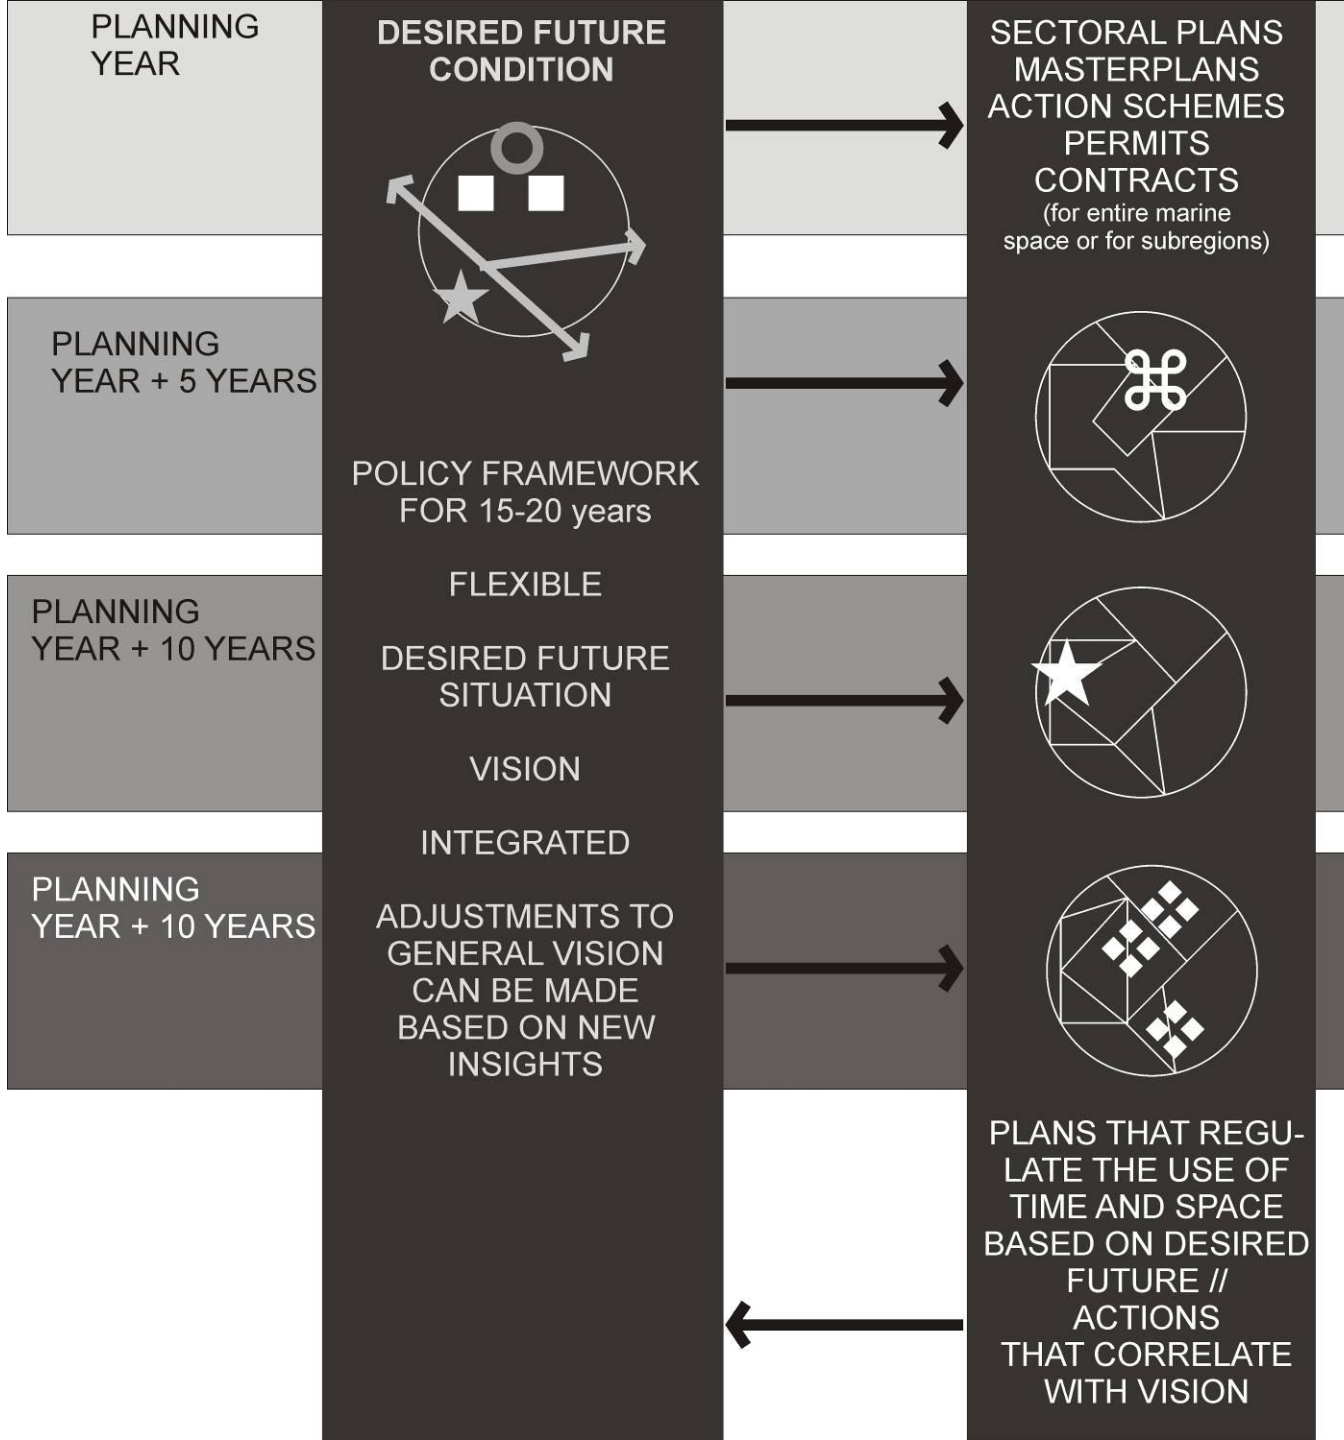 PLANNING
YEAR
DESIRED FUTURE
CONDITION
SECTORAL PLANS
MASTERPLANS
ACTION SCHEMES
PERMITS
CONTRACTS
(for entire marine
space or for subregions)
PLANNING
YEAR + 5 YEARS
POLICY FRAMEWORK
FOR 15-20 years
FLEXIBLE
PLANNING
YEAR + 10 YEARS
DESIRED FUTURE
SITUATION
VISION
INTEGRATED
PLANNING
YEAR + 10 YEARS
ADJUSTMENTS TO
GENERAL VISION
CAN BE MADE
BASED ON NEW
INSIGHTS
PLANS THAT REGU-
LATE THE USE OF
TIME AND SPACE
BASED ON DESIRED
FUTURE //
ACTIONS
THAT CORRELATE
WITH VISION